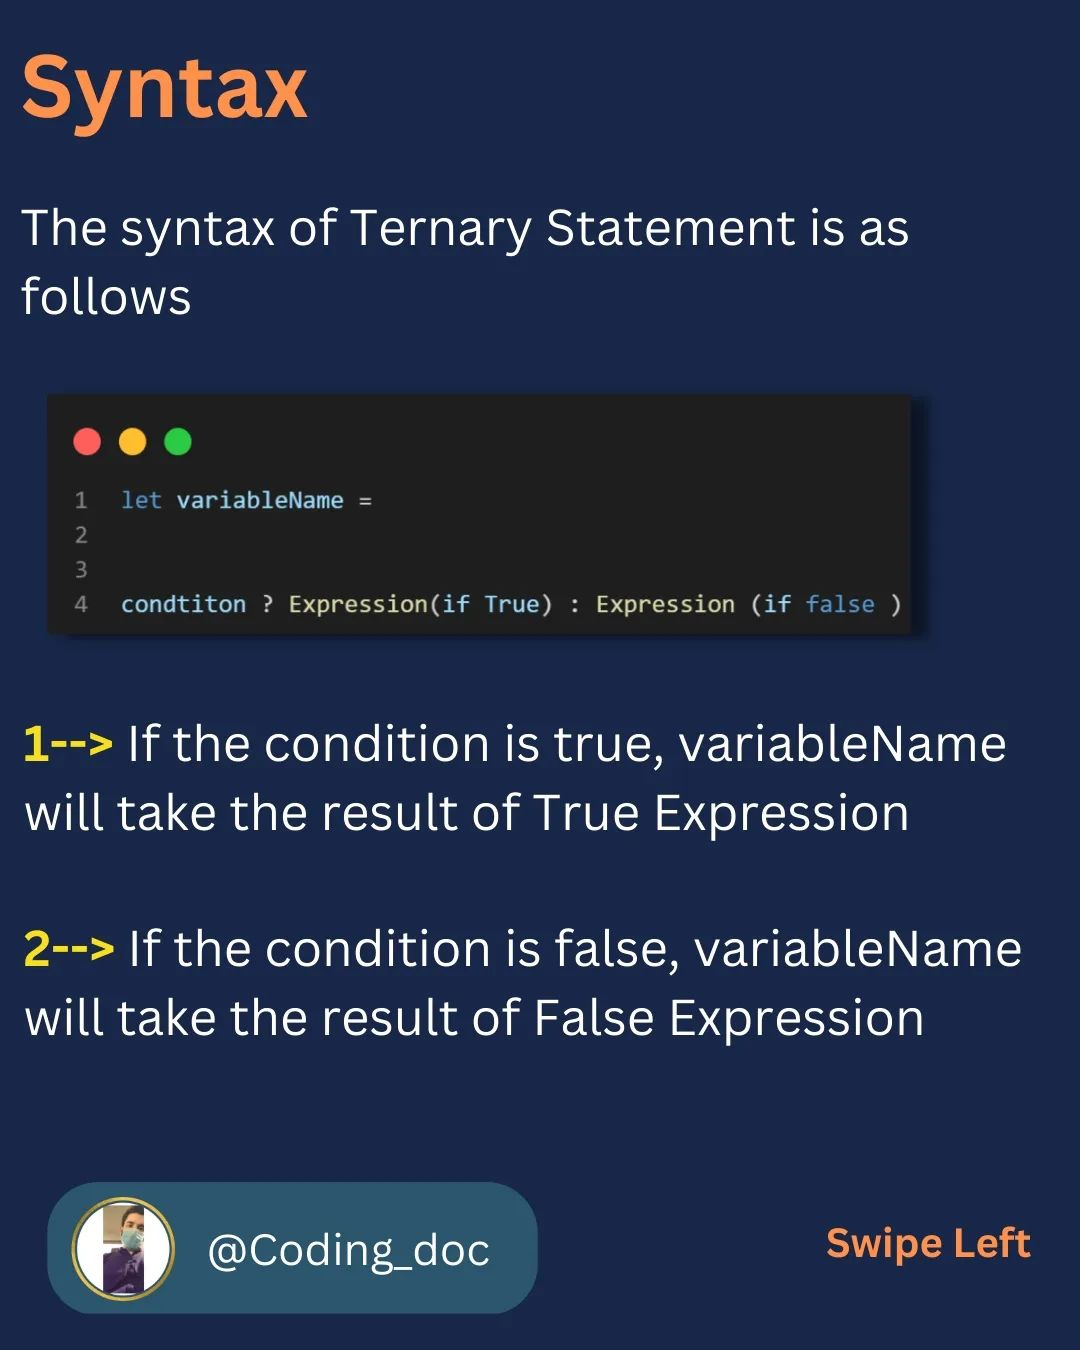 Syntax
The syntax of Ternary Statement is as
follows
1 let variableName =
2
3
4 condtiton ? Expression(if True) : Expression (if false )
1--> If the condition is true, variableName
will take the result of True Expression
2--> If the condition is false, variableName
will take the result of False Expression
@Coding_doc
Swipe Left